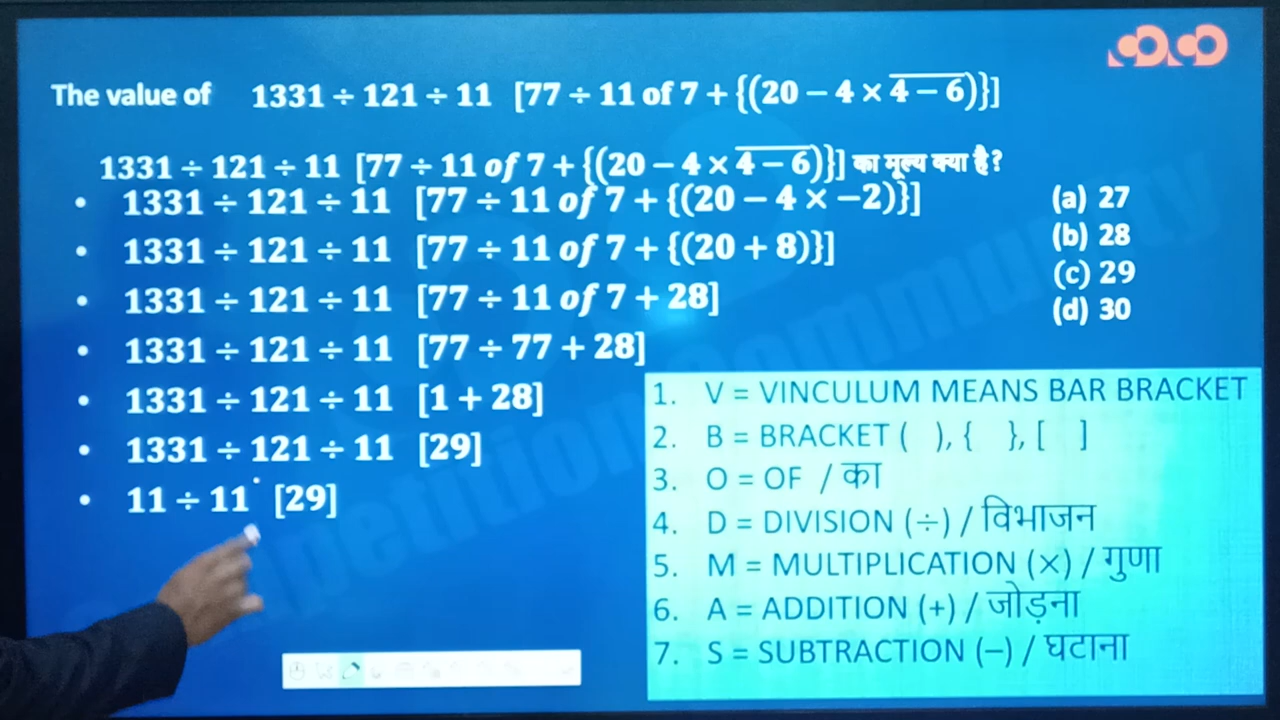 The value of 1331 ÷ 121 ÷ 11 [77 ÷ 11 of 7 + {(20 − 4 × 4̅ ̅−̅ ̅6̅)}]
1331 ÷ 121 ÷ 11 [77 ÷ 11 of 7 + {(20 − 4 × 4̅ ̅−̅ ̅6̅)}] का मूल्य क्या है?
• 1331 ÷ 121 ÷ 11 [77 ÷ 11 of 7 + {(20 − 4 × −2)}]
• 1331 ÷ 121 ÷ 11 [77 ÷ 11 of 7 + {(20 + 8)}]
• 1331 ÷ 121 ÷ 11 [77 ÷ 11 of 7 + 28]
• 1331 ÷ 121 ÷ 11 [77 ÷ 77 + 28]
• 1331 ÷ 121 ÷ 11 [1 + 28]
• 1331 ÷ 121 ÷ 11 [29]
• 11 ÷ 11 [29]
(a) 27
(b) 28
(c) 29
(d) 30
1. V = VINCULUM MEANS BAR BRACKET
2. B = BRACKET ( ), { }, [ ]
3. O = OF / का
4. D = DIVISION (÷) / विभाजन
5. M = MULTIPLICATION (×) / गुणा
6. A = ADDITION (+) / जोड़ना
7. S = SUBTRACTION (–) / घटाना
Competition Community